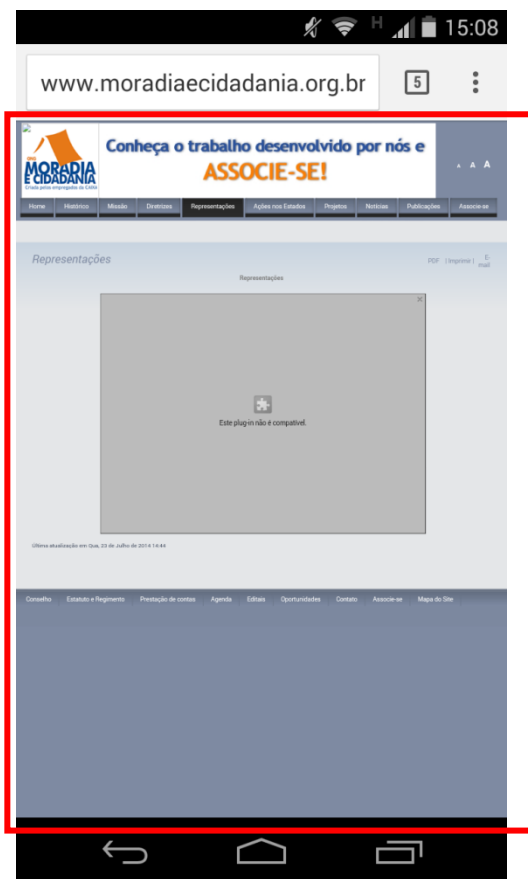 H 15:08
www.moradiaecidadania.org.br 5
ONG
MORADIA
E CIDADANIA
Criada pelos empregados da CAIXA
Conheça o trabalho desenvolvido por nós e
ASSOCIE-SE!
A A A
Home Histórico Missão Diretrizes Representações Ações nos Estados Projetos Notícias Publicações Associe-se
Representações
PDF | Imprimir | E-
mail
Representações
Este plug-in não é compatível.
Última atualização em Qua, 23 de Julho de 2014 14:44
Conselho Estatuto e Regimento Prestação de contas Agenda Editais Oportunidades Contato Associe-se Mapa do Site